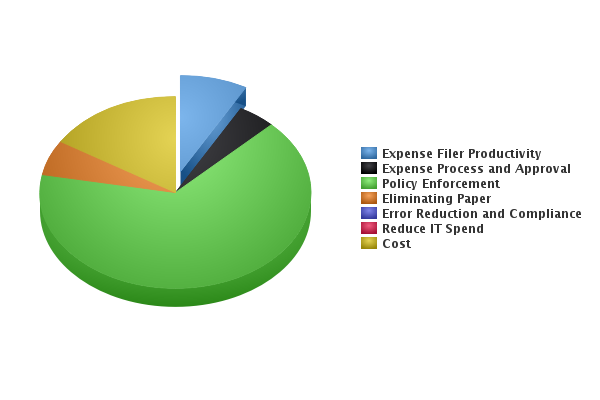 Expense Filer Productivity
Expense Process and Approval
Policy Enforcement
Eliminating Paper
Error Reduction and Compliance
Reduce IT Spend
Cost